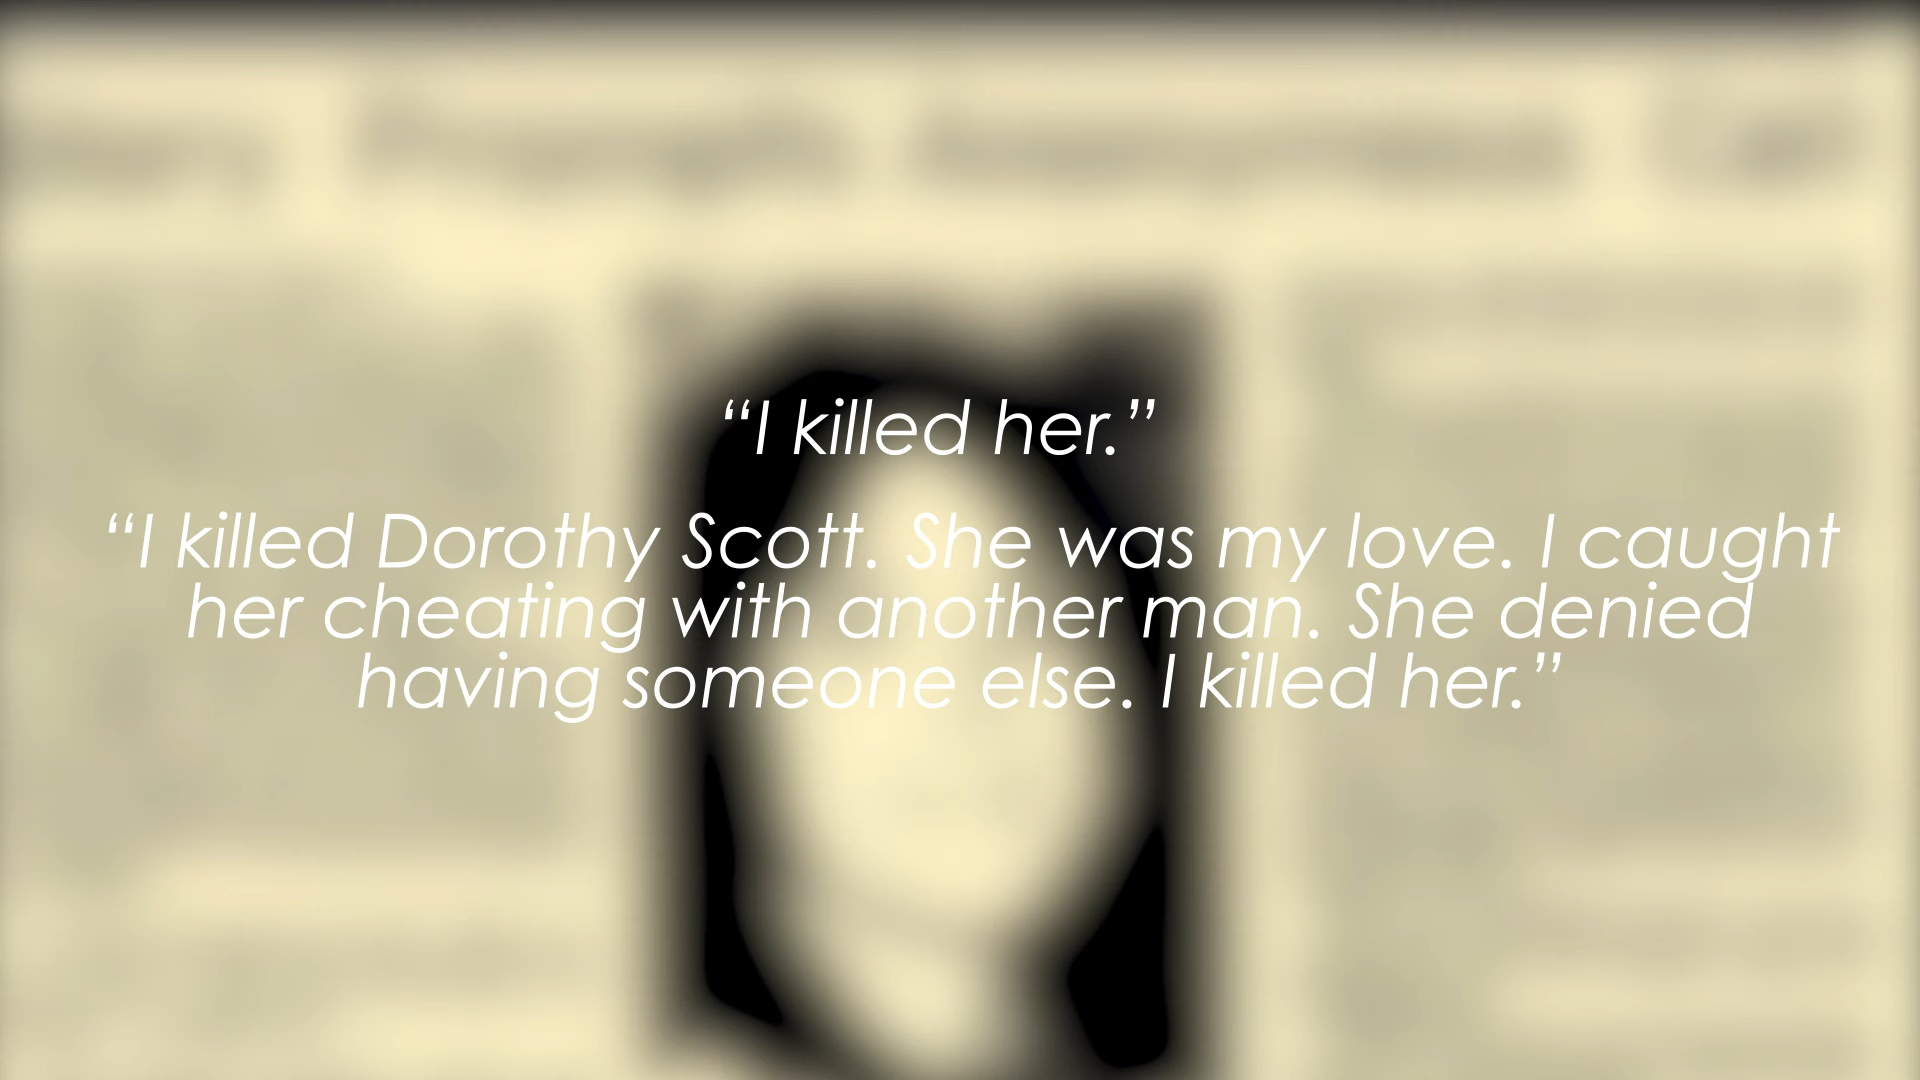 “I killed her.”
“I killed Dorothy Scott. She was my love. I caught
her cheating with another man. She denied
having someone else. I killed her.”